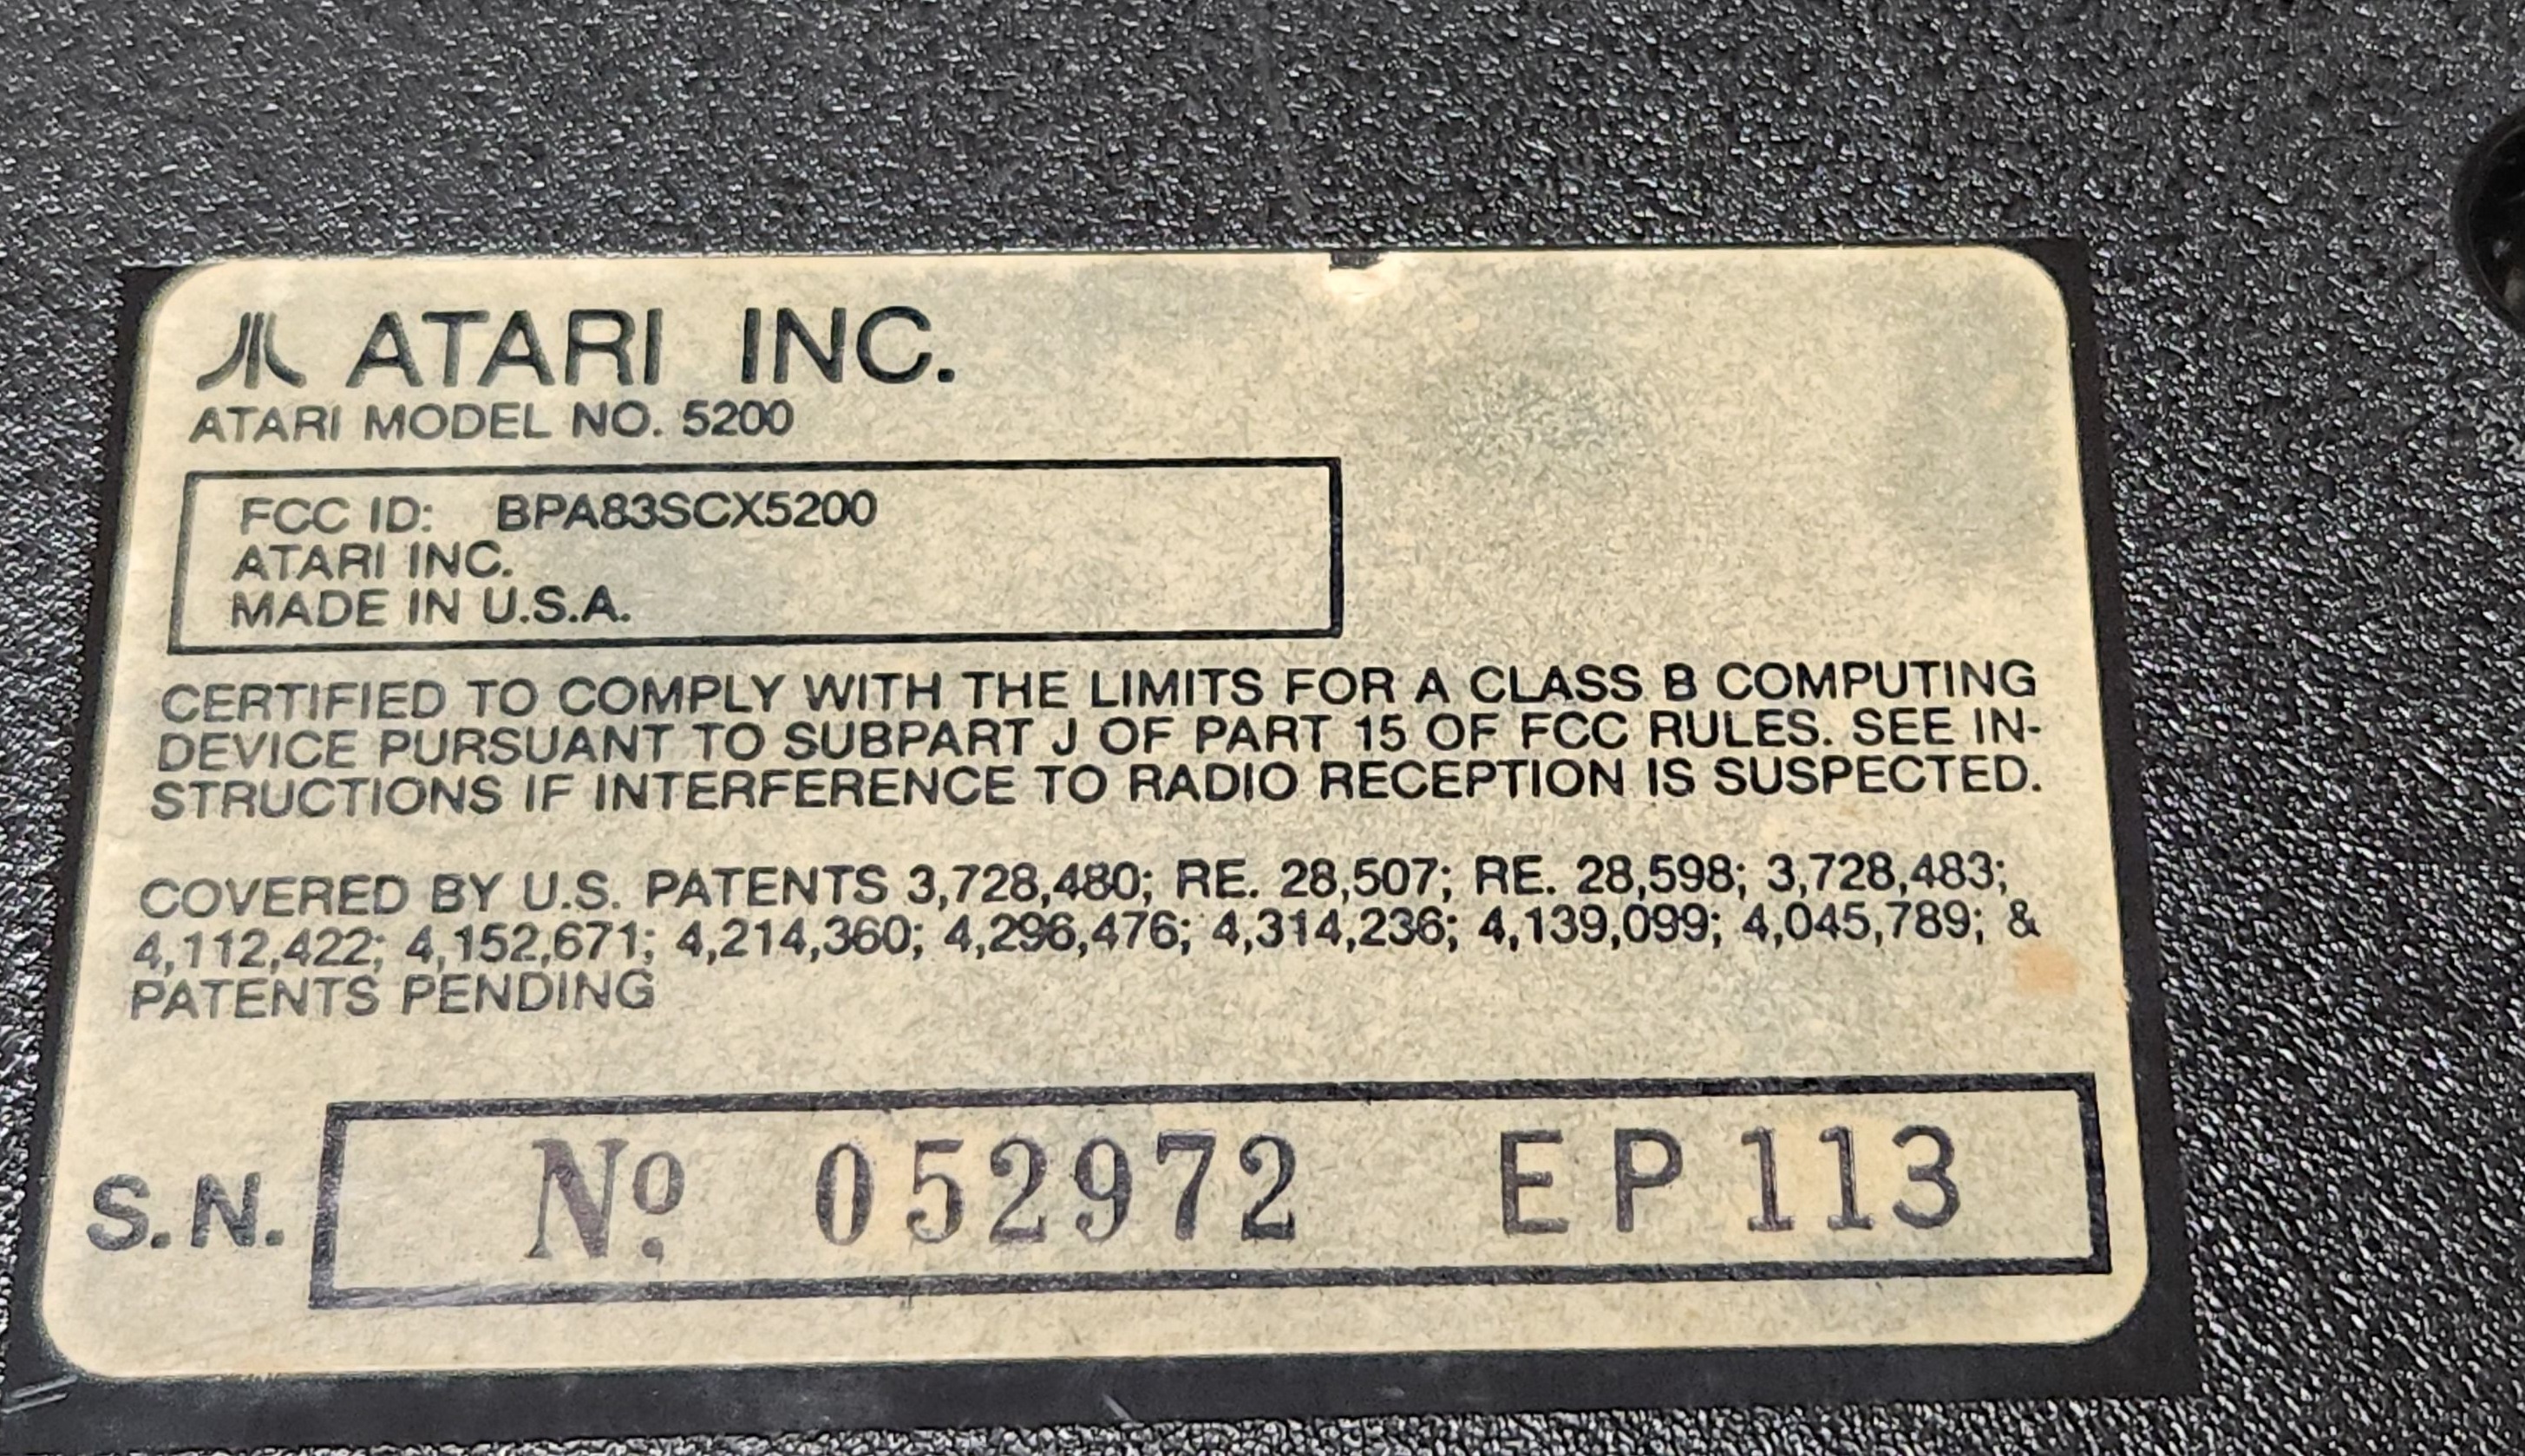 ATARI INC.
ATARI MODEL NO. 5200
FCC ID: BPA83SCX5200
ATARI INC.
MADE IN U.S.A.
CERTIFIED TO COMPLY WITH THE LIMITS FOR A CLASS B COMPUTING
DEVICE PURSUANT TO SUBPART J OF PART 15 OF FCC RULES. SEE IN-
STRUCTIONS IF INTERFERENCE TO RADIO RECEPTION IS SUSPECTED.
COVERED BY U.S. PATENTS 3,728,480; RE. 28,507; RE. 28,598; 3,728,483;
4,112,422; 4,152,671; 4,214,360; 4,296,476; 4,314,236; 4,139,099; 4,045,789; &
PATENTS PENDING
S.N. Nº 052972 EP113